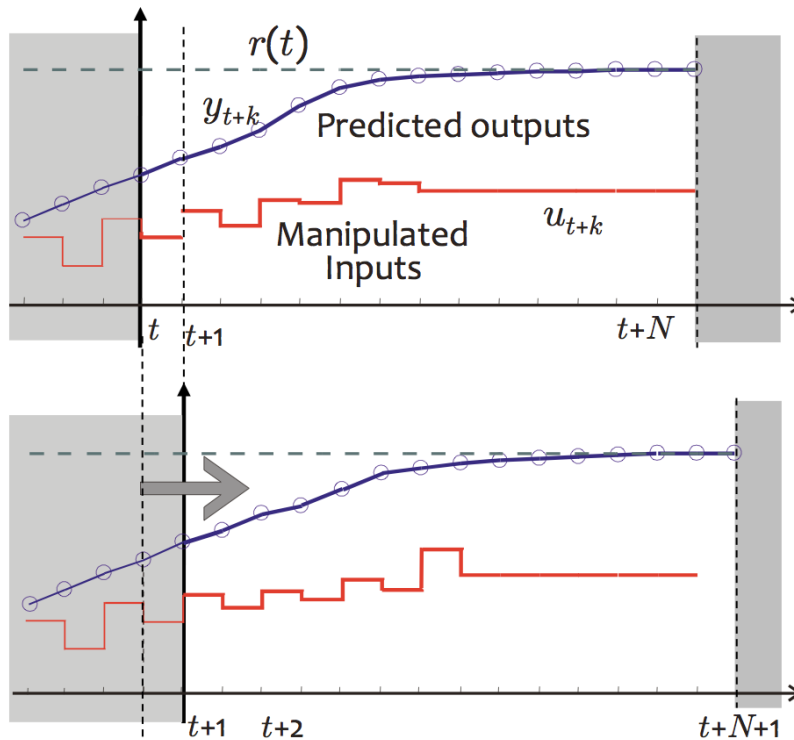 r(t)
y_{t+k}
Predicted outputs
Manipulated
Inputs
u_{t+k}
t
t+1
t+N
t+1
t+2
t+N+1